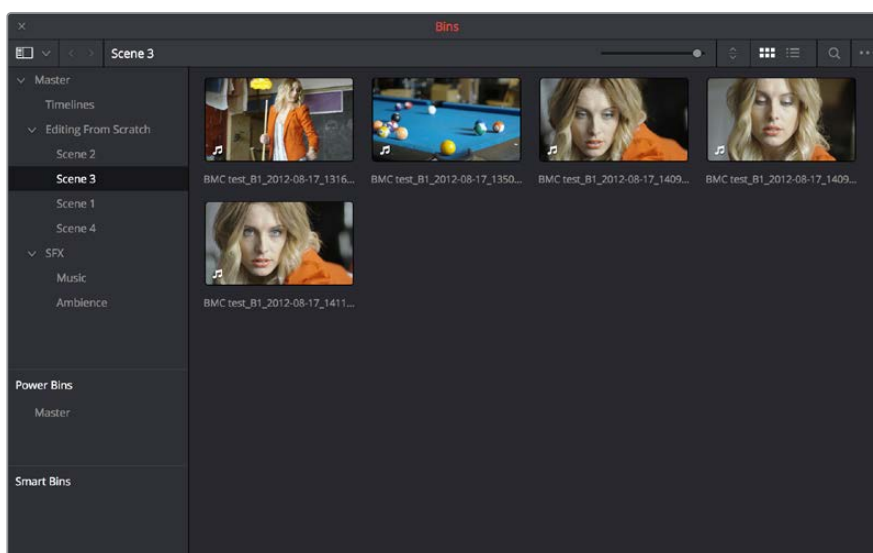 Bins
Scene 3
Master
Timelines
Editing From Scratch
Scene 2
Scene 3
Scene 1
Scene 4
SFX
Music
Ambience
Power Bins
Master
Smart Bins
BMC test_B1_2012-08-17_1316...
BMC test_B1_2012-08-17_1350...
BMC test_B1_2012-08-17_1409...
BMC test_B1_2012-08-17_1409...
BMC test_B1_2012-08-17_1411...